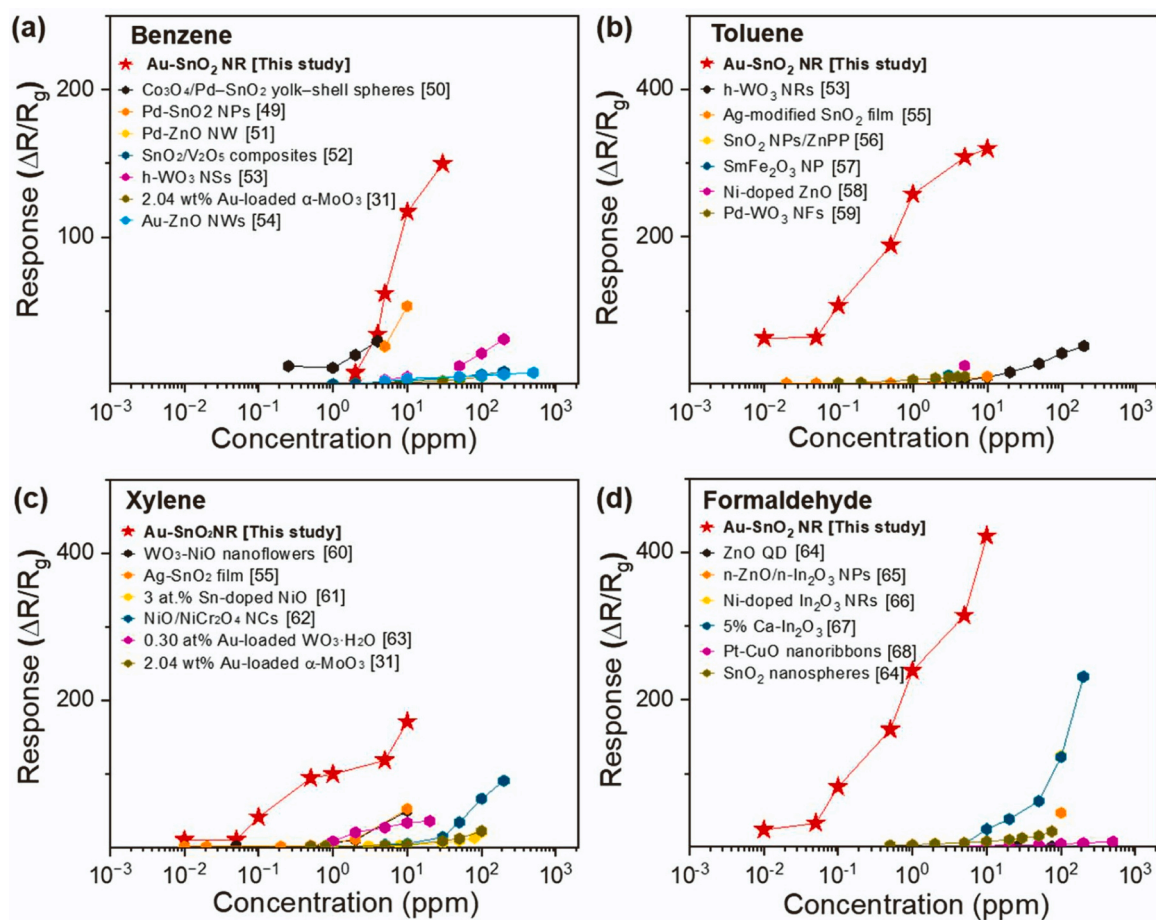 (a)
Benzene
Au-SnO₂ NR [This study]
Co₃O₄/Pd–SnO₂ yolk–shell spheres [50]
Pd-SnO2 NPs [49]
Pd-ZnO NW [51]
SnO₂/V₂O₅ composites [52]
h-WO₃ NSs [53]
2.04 wt% Au-loaded α-MoO₃ [31]
Au-ZnO NWs [54]
200
100
Response (ΔR/Rg)
10⁻³ 10⁻² 10⁻¹ 10⁰ 10¹ 10² 10³
Concentration (ppm)
(b)
Toluene
Au-SnO₂ NR [This study]
h-WO₃ NRs [53]
Ag-modified SnO₂ film [55]
SnO₂ NPs/ZnPP [56]
SmFe₂O₃ NP [57]
Ni-doped ZnO [58]
Pd-WO₃ NFs [59]
400
200
Response (ΔR/Rg)
10⁻³ 10⁻² 10⁻¹ 10⁰ 10¹ 10² 10³
Concentration (ppm)
(c)
Xylene
Au-SnO₂NR [This study]
WO₃-NiO nanoflowers [60]
Ag-SnO₂ film [55]
3 at.% Sn-doped NiO [61]
NiO/NiCr₂O₄ NCs [62]
0.30 at% Au-loaded WO₃·H₂O [63]
2.04 wt% Au-loaded α-MoO₃ [31]
400
200
Response (ΔR/Rg)
10⁻³ 10⁻² 10⁻¹ 10⁰ 10¹ 10² 10³
Concentration (ppm)
(d)
Formaldehyde
Au-SnO₂ NR [This study]
ZnO QD [64]
n-ZnO/n-In₂O₃ NPs [65]
Ni-doped In₂O₃ NRs [66]
5% Ca-In₂O₃ [67]
Pt-CuO nanoribbons [68]
SnO₂ nanospheres [64]
400
200
Response (ΔR/Rg)
10⁻³ 10⁻² 10⁻¹ 10⁰ 10¹ 10² 10³
Concentration (ppm)